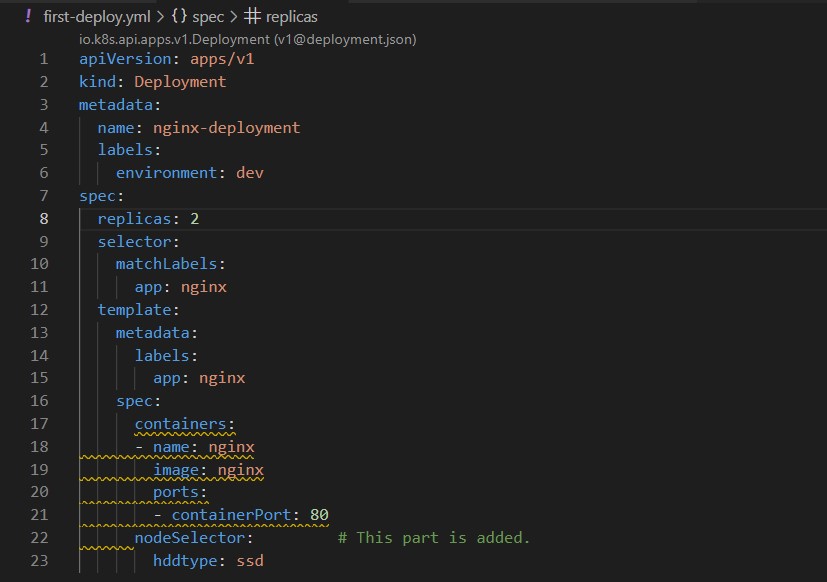 ! first-deploy.yml > {} spec > # replicas
io.k8s.api.apps.v1.Deployment (v1@deployment.json)
1 apiVersion: apps/v1
2 kind: Deployment
3 metadata:
4   name: nginx-deployment
5   labels:
6     environment: dev
7 spec:
8   replicas: 2
9   selector:
10     matchLabels:
11       app: nginx
12   template:
13     metadata:
14       labels:
15         app: nginx
16     spec:
17       containers:
18       - name: nginx
19         image: nginx
20         ports:
21         - containerPort: 80
22       nodeSelector:         # This part is added.
23         hddtype: ssd